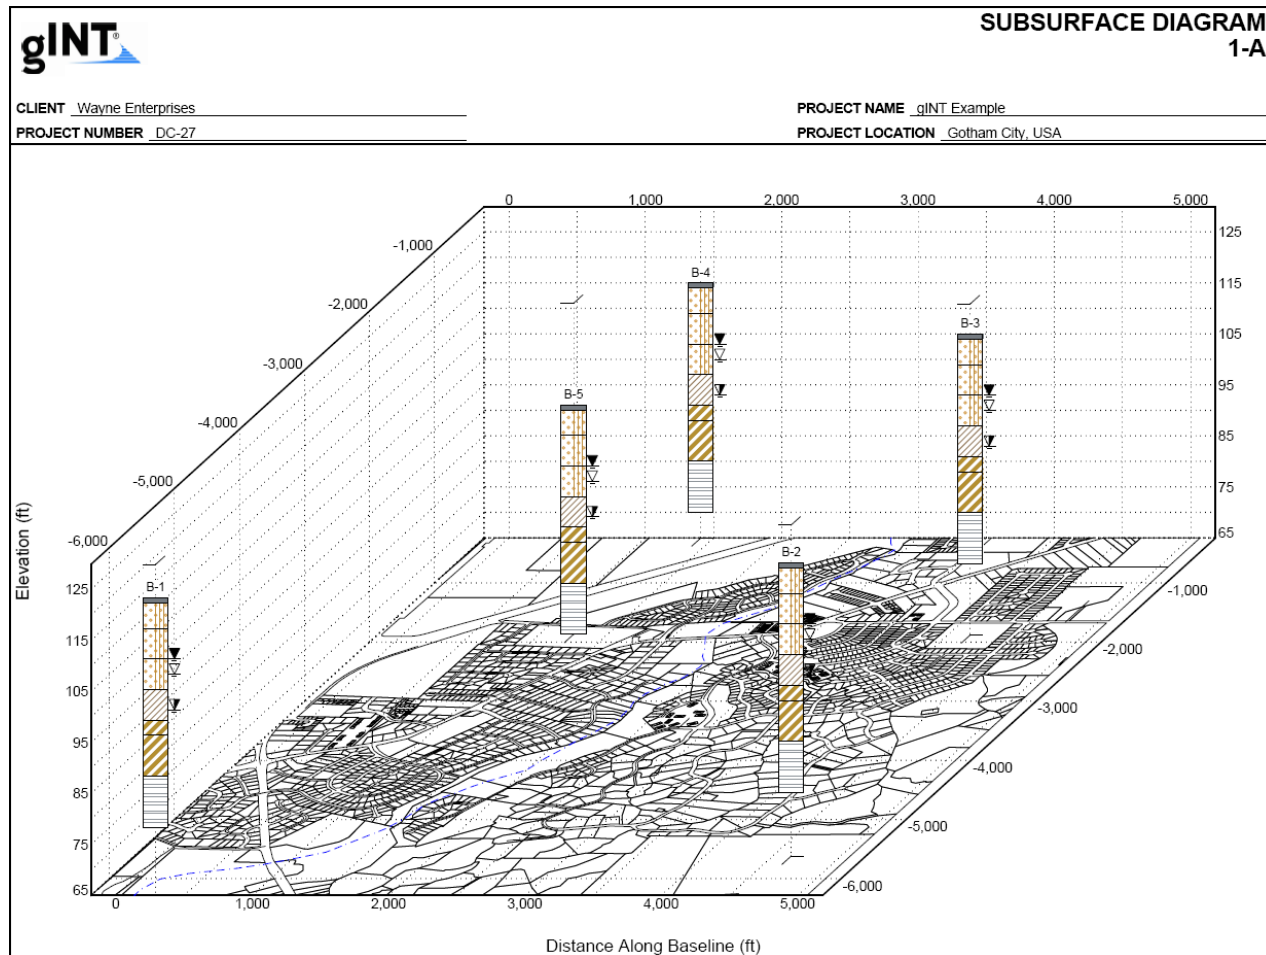 gINT®
SUBSURFACE DIAGRAM
1-A
CLIENT Wayne Enterprises
PROJECT NAME gINT Example
PROJECT NUMBER DC-27
PROJECT LOCATION Gotham City, USA
0 1,000 2,000 3,000 4,000 5,000
125
-1,000
B-4
115
-2,000
B-3
105
-3,000
95
B-5
-4,000
85
-5,000
75
-6,000
65
B-2
B-1
125
-1,000
115
-2,000
105
-3,000
95
-4,000
85
-5,000
75
-6,000
65
0 1,000 2,000 3,000 4,000 5,000
Elevation (ft)
Distance Along Baseline (ft)